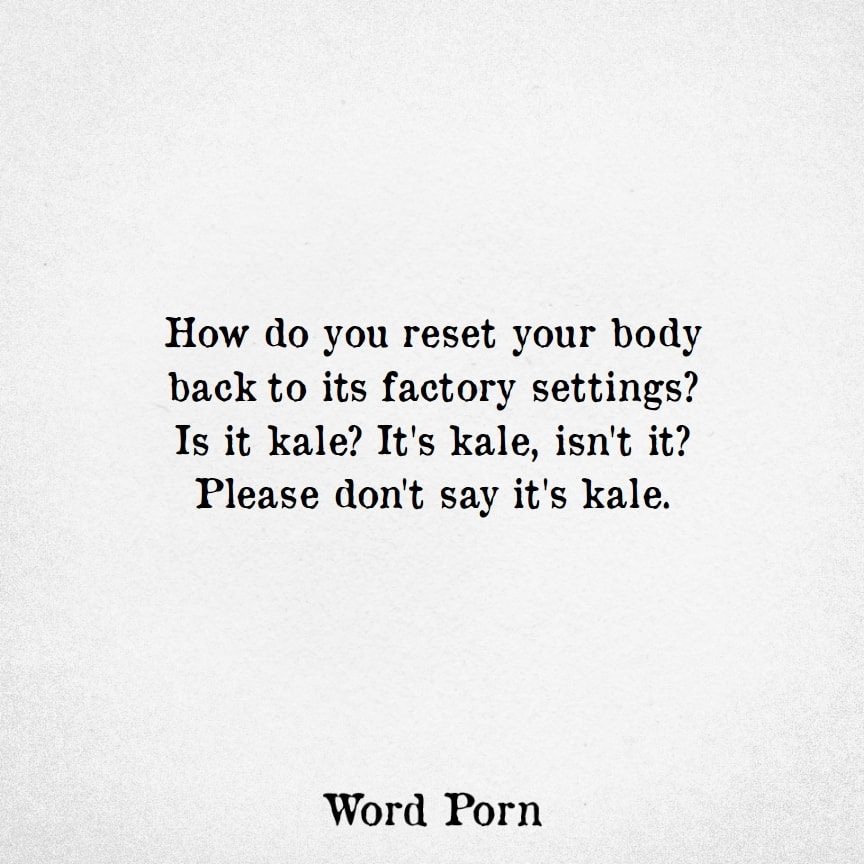 How do you reset your body
back to its factory settings?
Is it kale? It's kale, isn't it?
Please don't say it's kale.
Word Porn